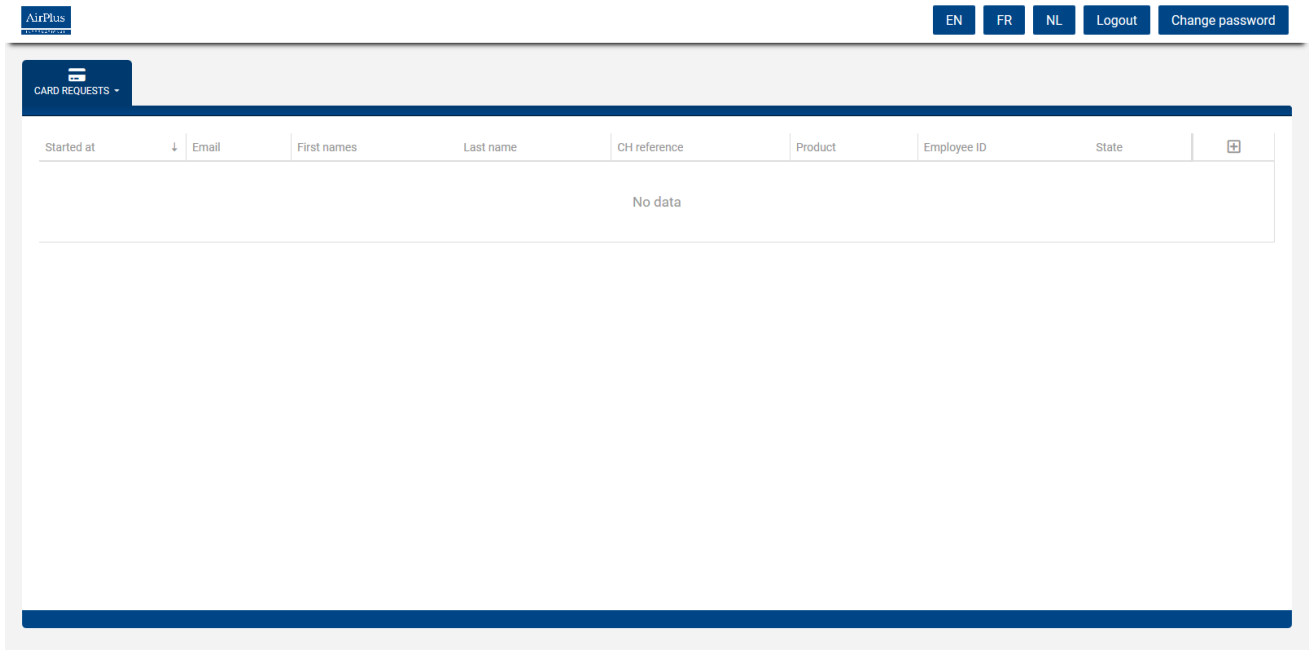 AirPlus
EN FR NL Logout Change password
CARD REQUESTS
Started at Email First names Last name CH reference Product Employee ID State
No data